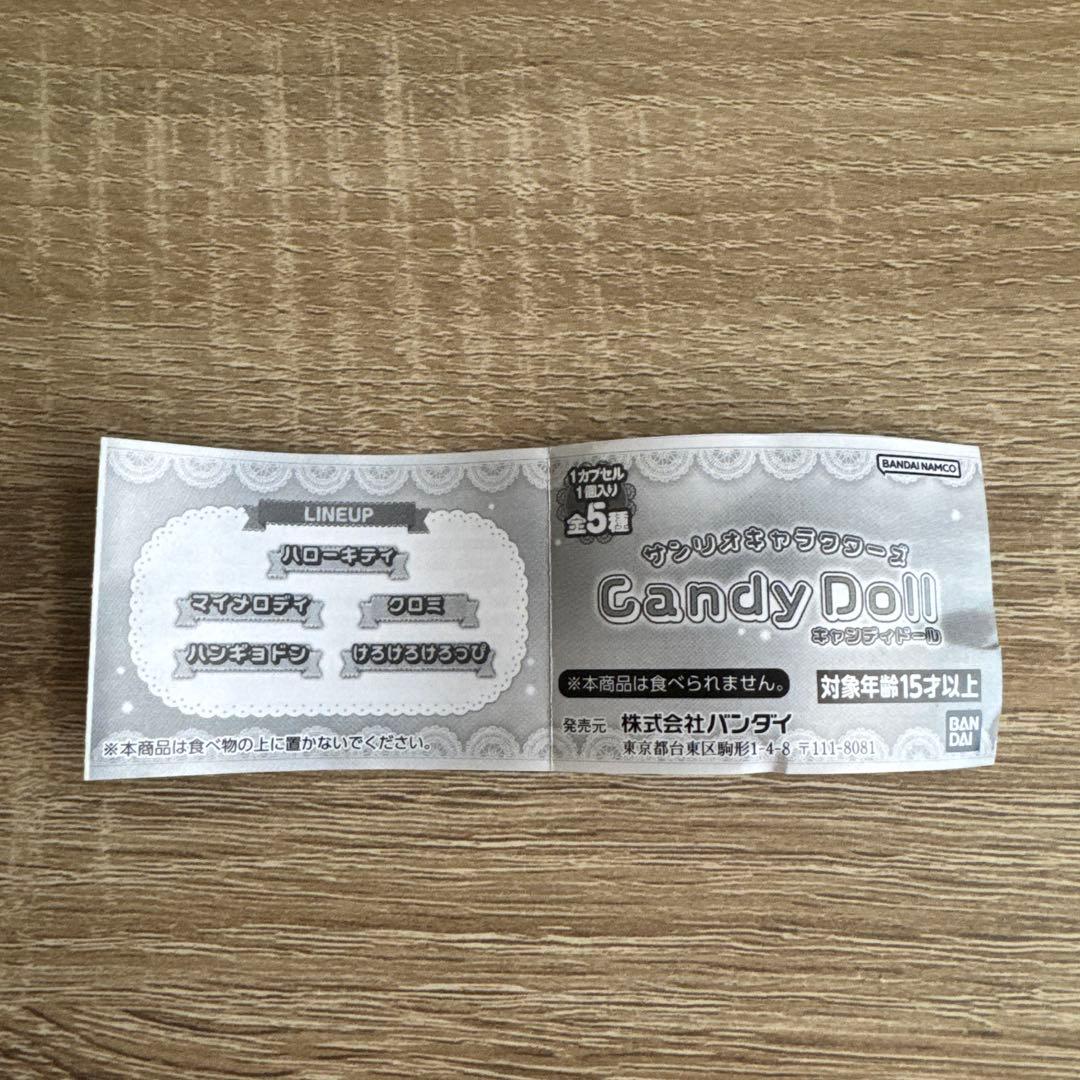 LINEUP
ハローキティ
マイメロディ
クロミ
ハンギョドン
けろけろけろっぴ
※本商品は食べ物の上に置かないでください。
1カプセル
1個入り
全5種
BANDAI NAMCO
サンリオキャラクターズ
Candy Doll
キャンディドール
※本商品は食べられません。
対象年齢15才以上
発売元 株式会社バンダイ
東京都台東区駒形1-4-8 〒111-8081
BAN
DAI